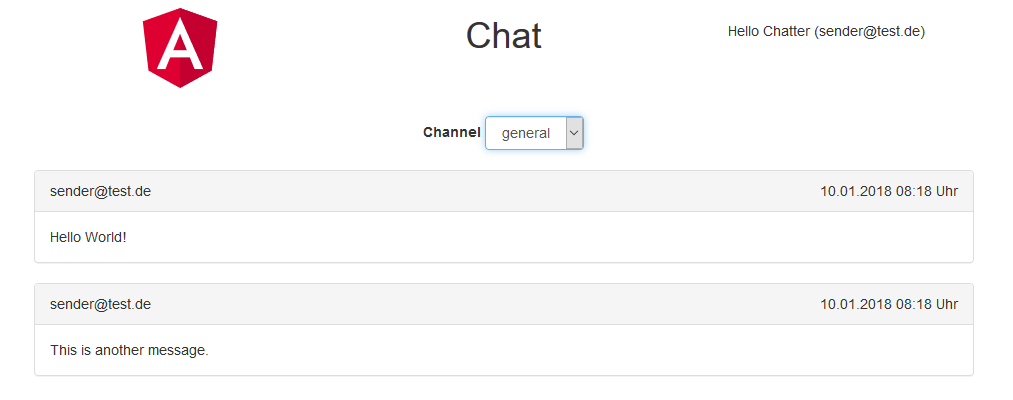 A
Chat
Hello Chatter (sender@test.de)
Channel general
sender@test.de 10.01.2018 08:18 Uhr
Hello World!
sender@test.de 10.01.2018 08:18 Uhr
This is another message.